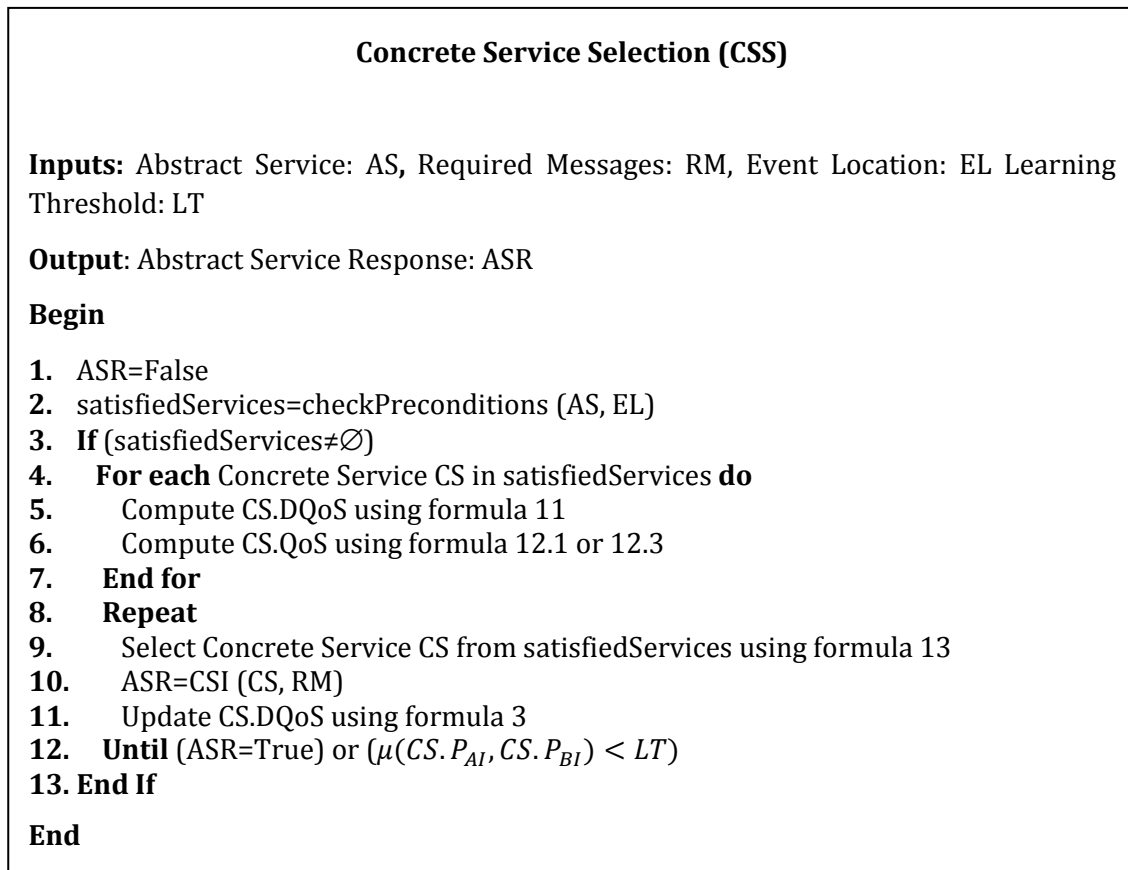 Concrete Service Selection (CSS)
Inputs: Abstract Service: AS, Required Messages: RM, Event Location: EL Learning
Threshold: LT
Output: Abstract Service Response: ASR
Begin
1. ASR=False
2. satisfiedServices=checkPreconditions (AS, EL)
3. If (satisfiedServices≠∅)
4. For each Concrete Service CS in satisfiedServices do
5. Compute CS.DQoS using formula 11
6. Compute CS.QoS using formula 12.1 or 12.3
7. End for
8. Repeat
9. Select Concrete Service CS from satisfiedServices using formula 13
10. ASR=CSI (CS, RM)
11. Update CS.DQoS using formula 3
12. Until (ASR=True) or (μ(CS.P_{AI}, CS.P_{BI}) < LT)
13. End If
End